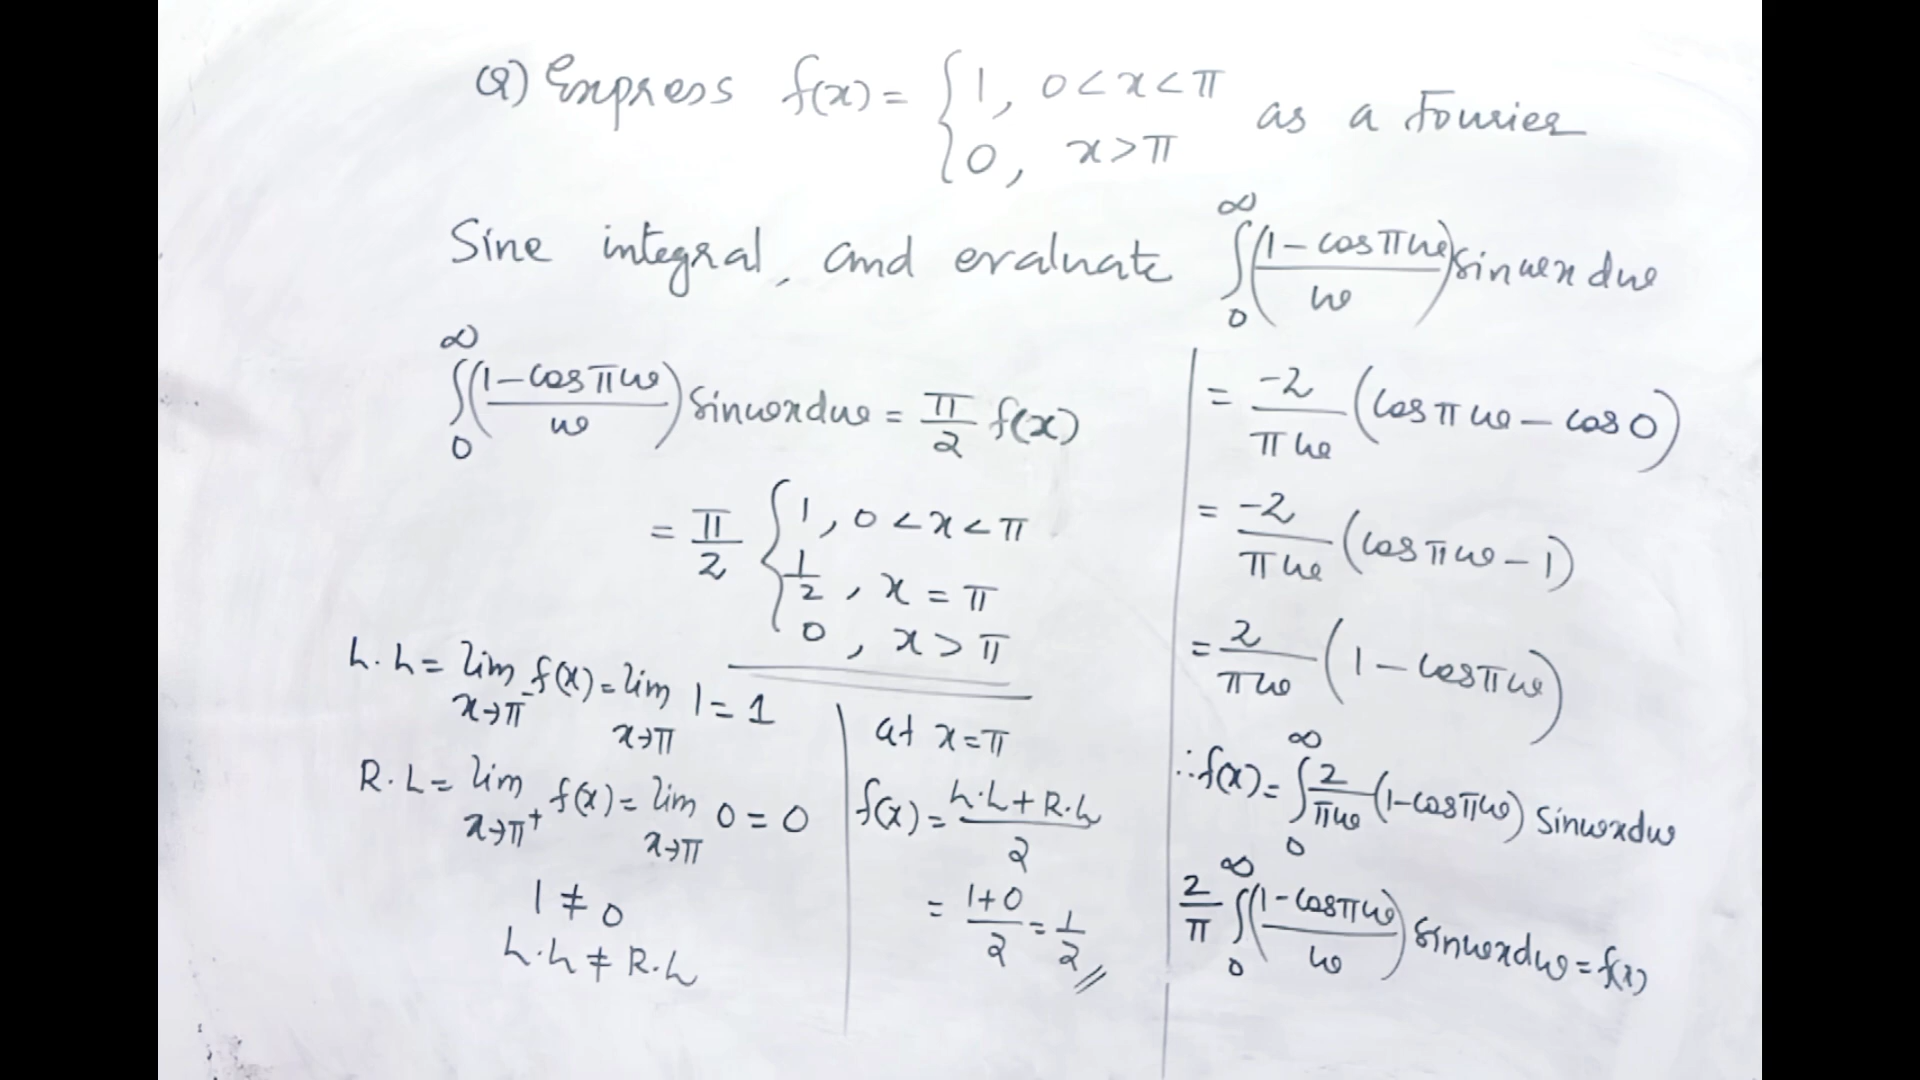 Q) Express f(x) = { 1, 0 < x < π
0, x > π as a Fourier
Sine integral, and evaluate ∫₀^∞ ((1 - cos πω)/ω) sin ωx dω
∫₀^∞ ((1 - cos πω)/ω) sin ωx dω = π/2 f(x)
= π/2 { 1, 0 < x < π
1/2, x = π
0, x > π
L.L = lim x→π⁻ f(x) = lim x→π 1 = 1
R.L = lim x→π⁺ f(x) = lim x→π 0 = 0
1 ≠ 0
L.L ≠ R.L
at x = π
f(x) = (L.L + R.L)/2
= (1+0)/2 = 1/2 //
= -2/πω (cos πω - cos 0)
= -2/πω (cos πω - 1)
= 2/πω (1 - cos πω)
∴ f(x) = ∫₀^∞ 2/πω (1 - cos πω) sin ωx dω
2/π ∫₀^∞ ((1 - cos πω)/ω) sin ωx dω = f(x)